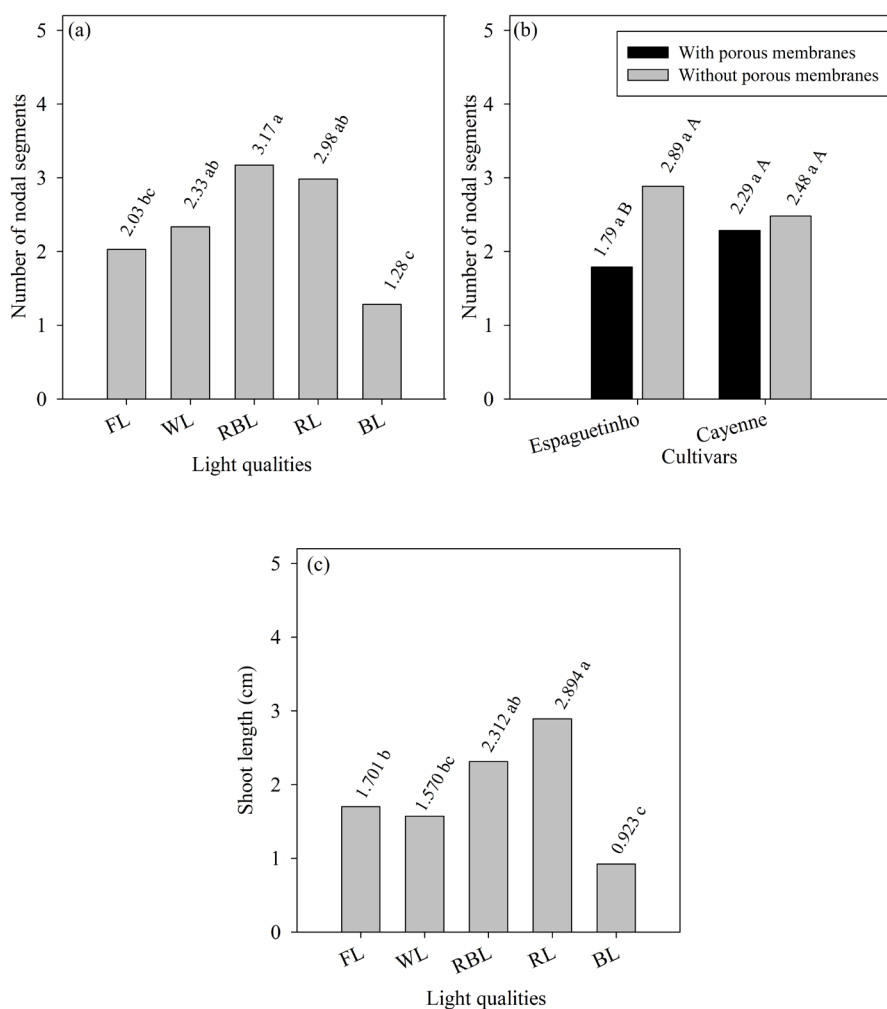 (a)
Number of nodal segments
5
4
3
2
1
0
2.03 bc
2.33 ab
3.17 a
2.98 ab
1.28 c
FL
WL
RBL
RL
BL
Light qualities
(b)
With porous membranes
Without porous membranes
Number of nodal segments
5
4
3
2
1
0
1.79 a B
2.89 a A
2.29 a A
2.48 a A
Espaguetinho
Cayenne
Cultivars
(c)
Shoot length (cm)
5
4
3
2
1
0
1.701 b
1.570 bc
2.312 ab
2.894 a
0.923 c
FL
WL
RBL
RL
BL
Light qualities